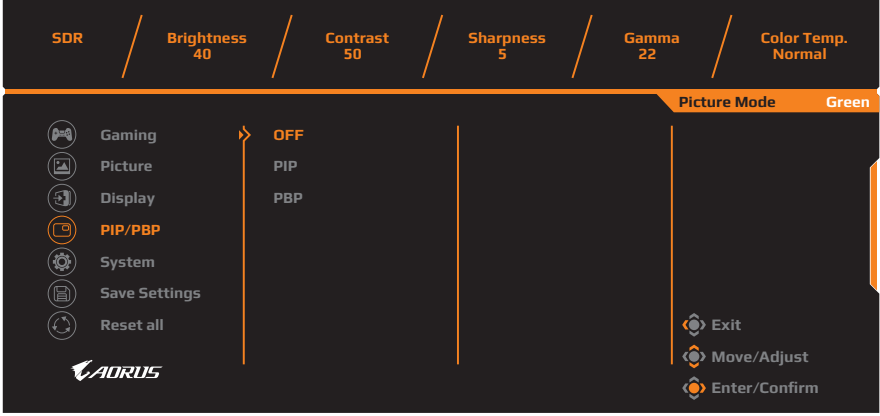 SDR Brightness Contrast Sharpness Gamma Color Temp.
40 50 5 22 Normal
Picture Mode Green
Gaming OFF
Picture PIP
Display PBP
PIP/PBP
System
Save Settings
Reset all Exit
AORUS Move/Adjust
Enter/Confirm